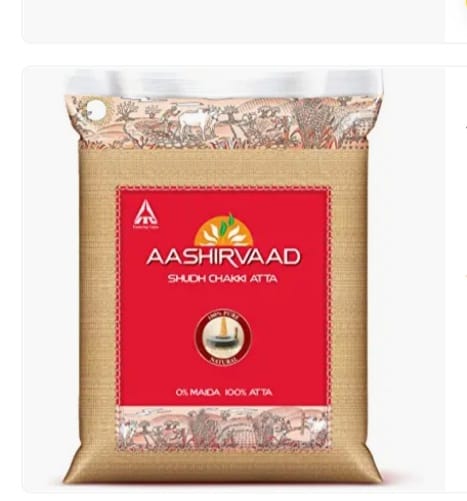 AASHIRVAAD
SHUDH CHAKKI ATTA
100% PURE
NATURAL
0% MAIDA 100% ATTA